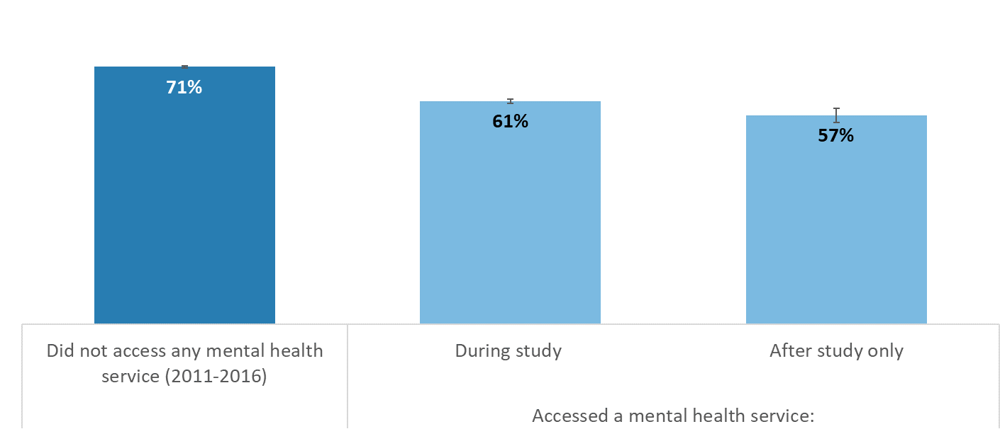 71%
61%
57%
Did not access any mental health
service (2011-2016)
During study
After study only
Accessed a mental health service: